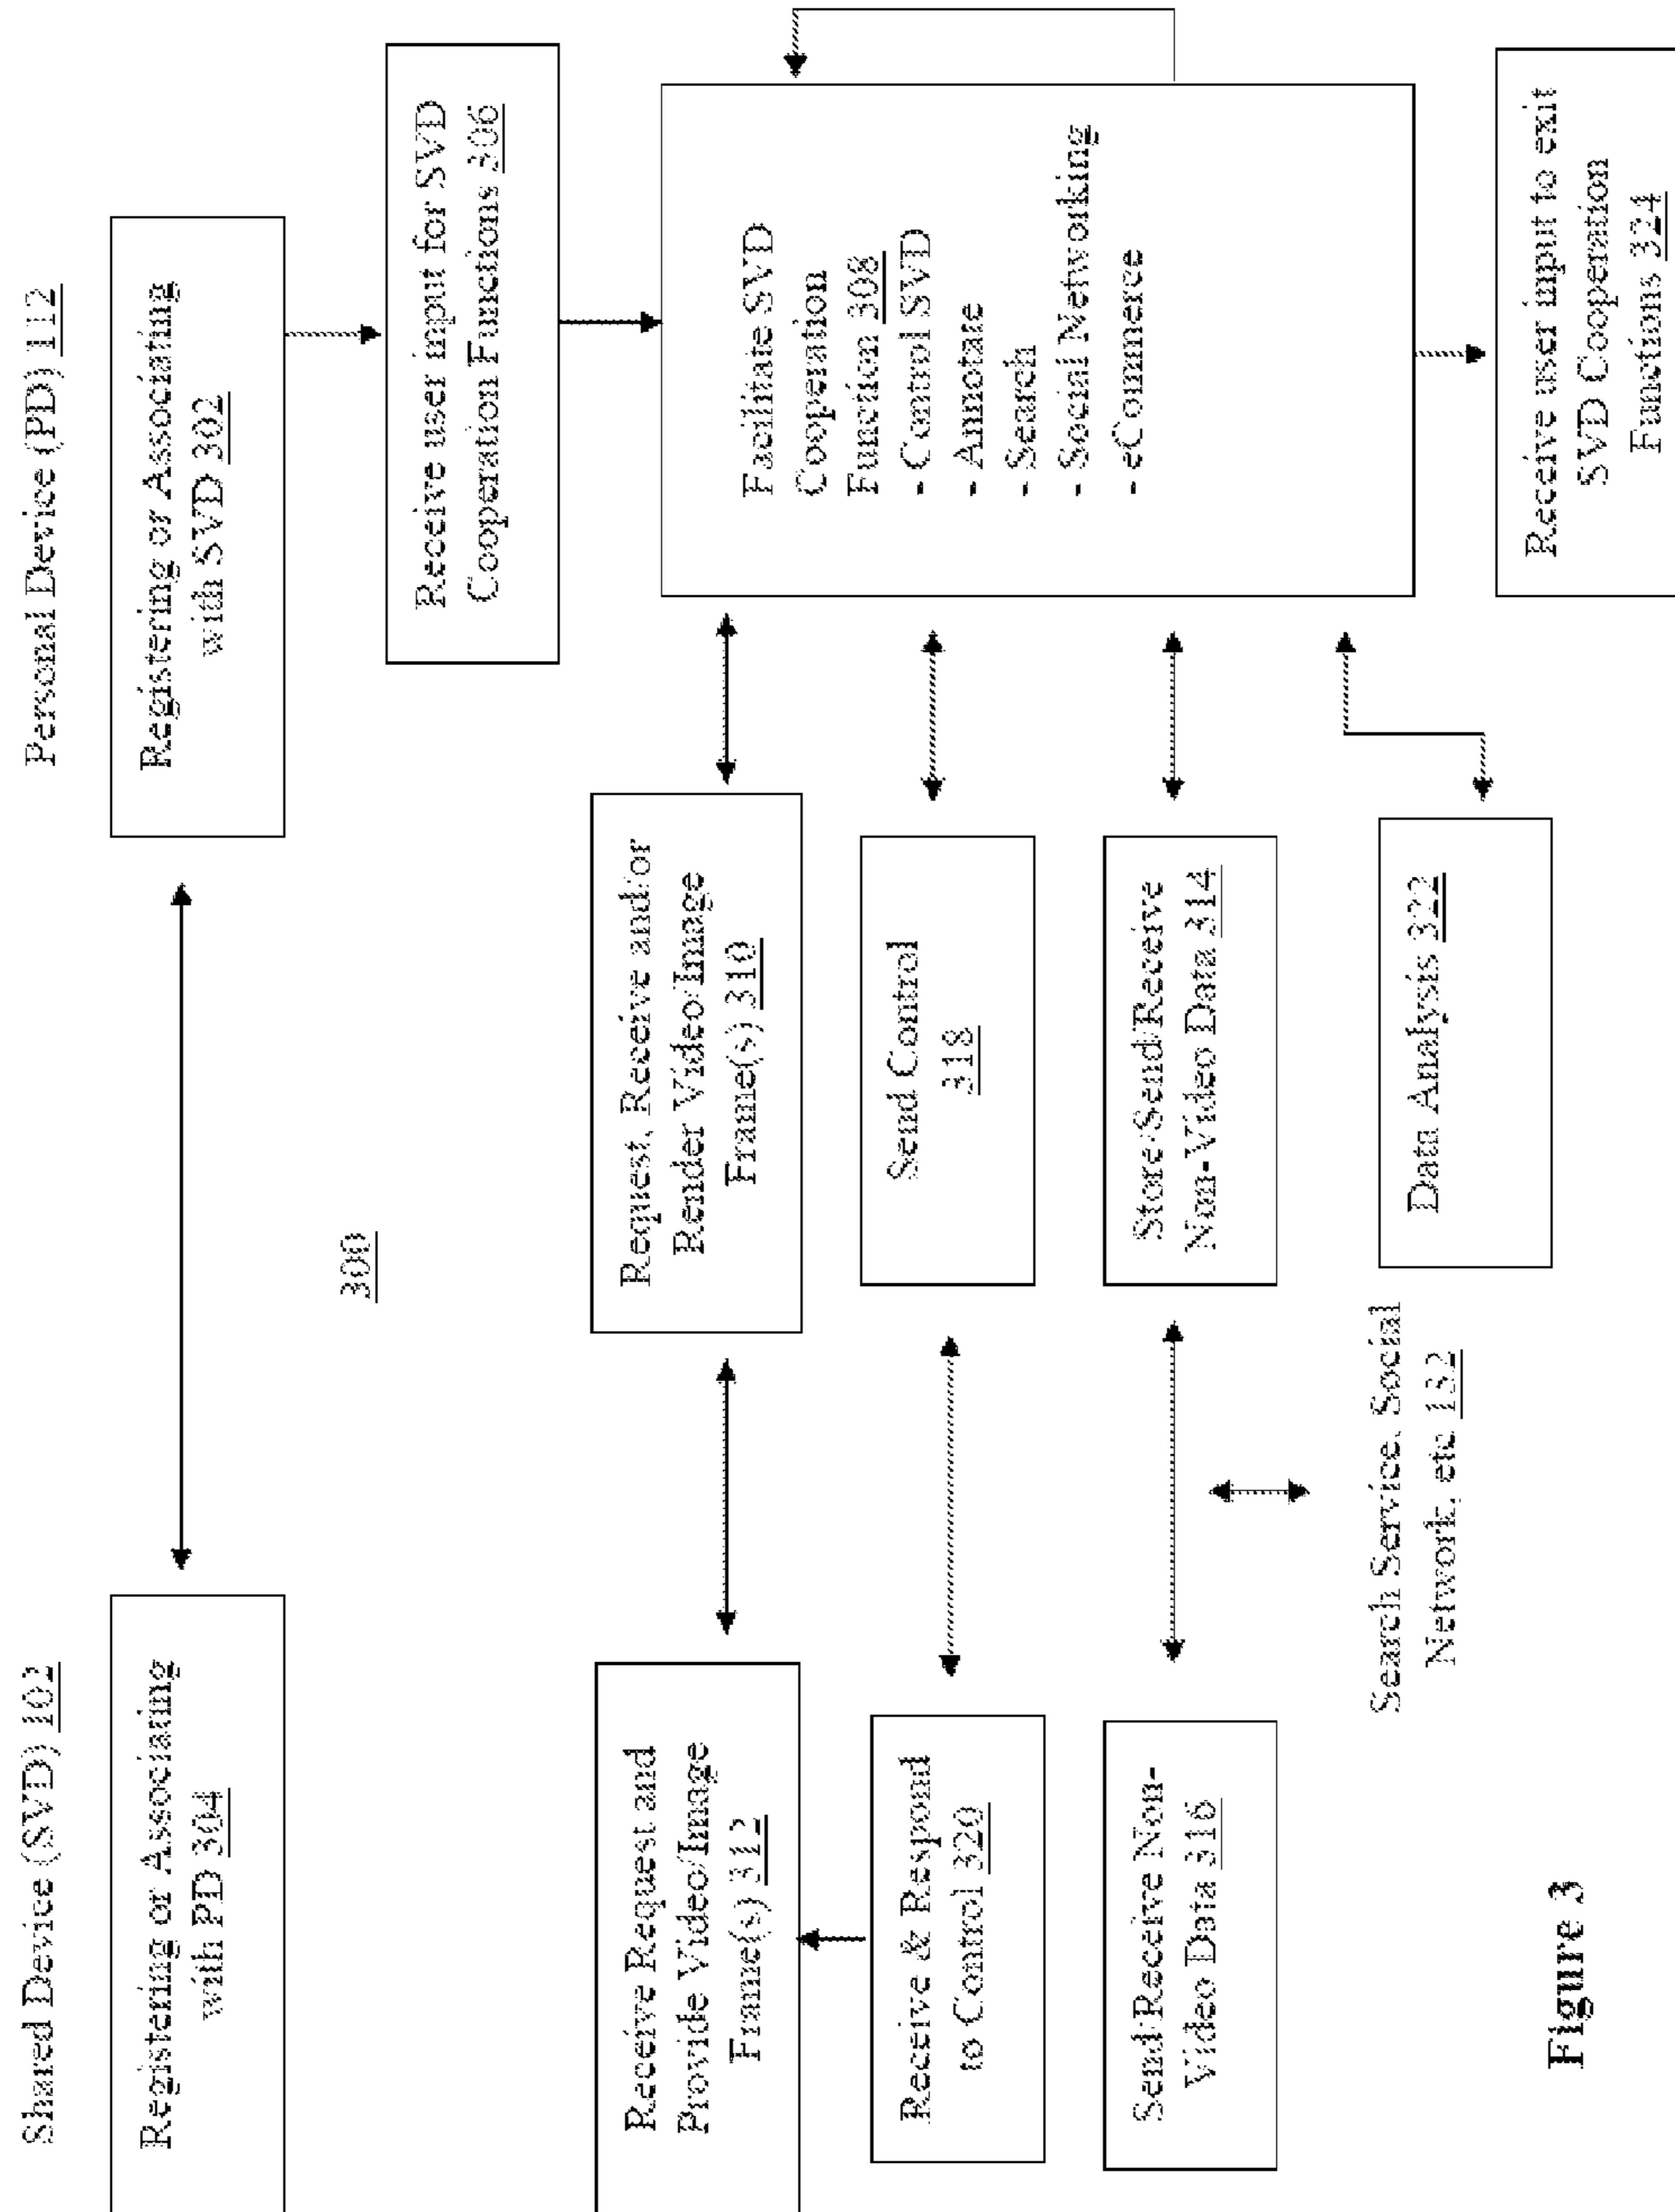 Shared Device (SVD) 102
Personal Device (PD) 112
Registering or Associating
with PD 304
Registering or Associating
with SVD 302
300
Receive user input for SVD
Cooperation Functions 306
Receive Request and
Provide Video/Image
Frame(s) 312
Request, Receive and/or
Render Video/Image
Frame(s) 310
Facilitate SVD
Cooperation
Function 308
- Control SVD
- Annotate
- Search
- Social Networking
- eCommerce
Receive & Respond
to Control 320
Send Control
318
Send/Receive Non-
Video Data 316
Store/Send/Receive
Non-Video Data 314
Search Service, Social
Network, etc 132
Data Analysis 322
Receive user input to exit
SVD Cooperation
Functions 324
Figure 3